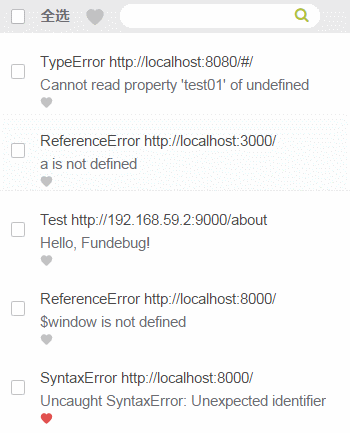 全选
TypeError http://localhost:8080/#/
Cannot read property 'test01' of undefined
ReferenceError http://localhost:3000/
a is not defined
Test http://192.168.59.2:9000/about
Hello, Fundebug!
ReferenceError http://localhost:8000/
$window is not defined
SyntaxError http://localhost:8000/
Uncaught SyntaxError: Unexpected identifier